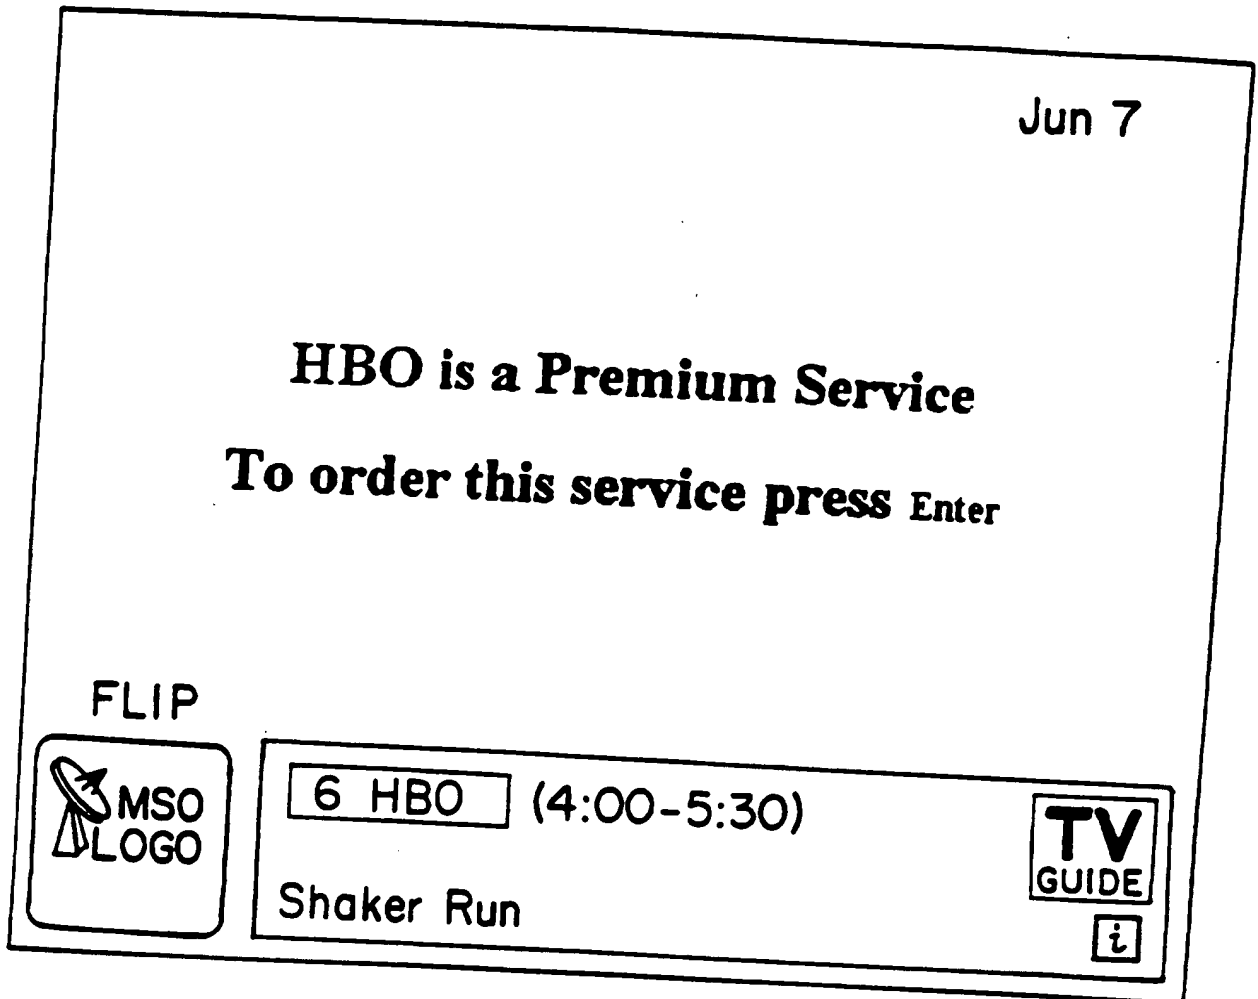 Jun 7
HBO is a Premium Service
To order this service press Enter
FLIP
MSO
LOGO
6 HBO (4:00-5:30)
Shaker Run
TV
GUIDE
i